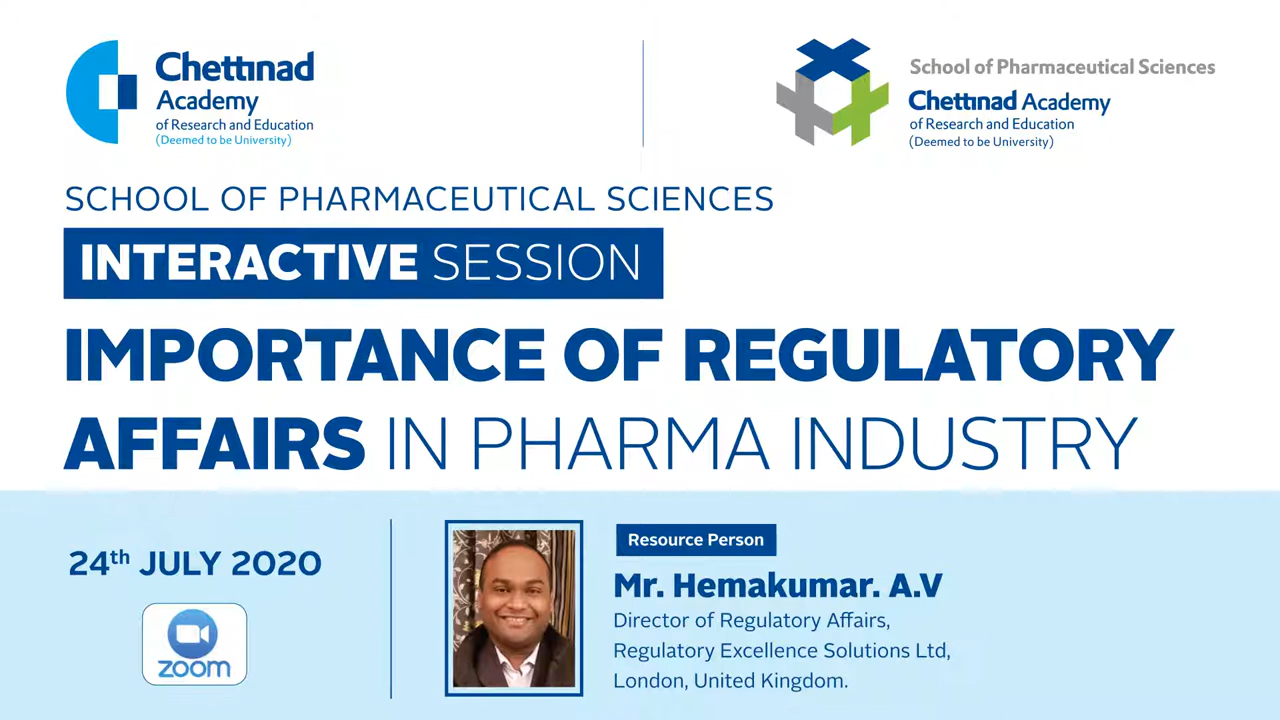 Chettinad
Academy
of Research and Education
(Deemed to be University)
School of Pharmaceutical Sciences
Chettinad Academy
of Research and Education
(Deemed to be University)
SCHOOL OF PHARMACEUTICAL SCIENCES
INTERACTIVE SESSION
IMPORTANCE OF REGULATORY
AFFAIRS IN PHARMA INDUSTRY
24th JULY 2020
zoom
Resource Person
Mr. Hemakumar. A.V
Director of Regulatory Affairs,
Regulatory Excellence Solutions Ltd,
London, United Kingdom.